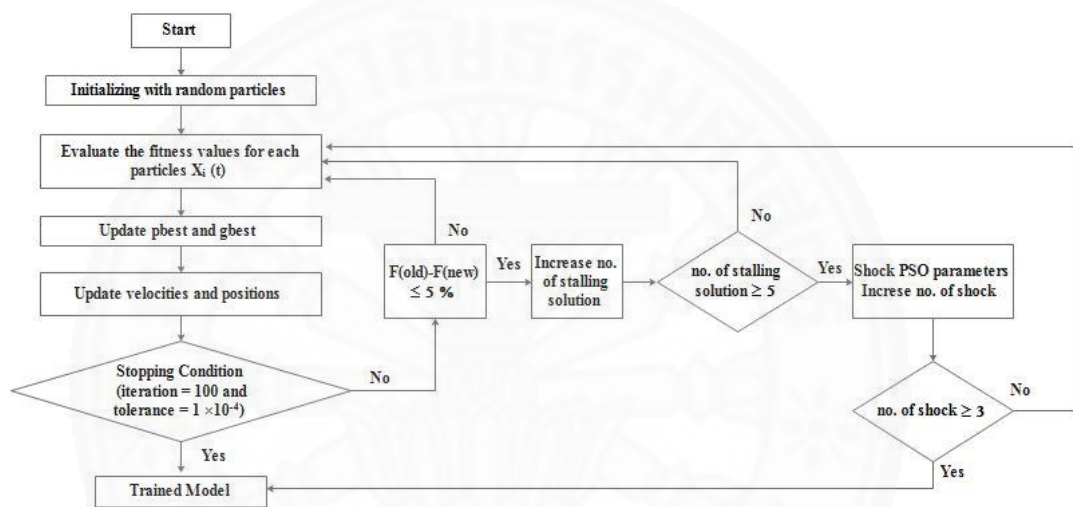 Start
Initializing with random particles
Evaluate the fitness values for each
particles Xᵢ (t)
Update pbest and gbest
Update velocities and positions
Stopping Condition
(iteration = 100 and
tolerance = 1 ×10⁻⁴)
No
Yes
Trained Model
F(old)-F(new)
≤ 5 %
No
Yes
Increase no.
of stalling
solution
no. of stalling
solution ≥ 5
No
Yes
Shock PSO parameters
Increse no. of shock
no. of shock ≥ 3
No
Yes